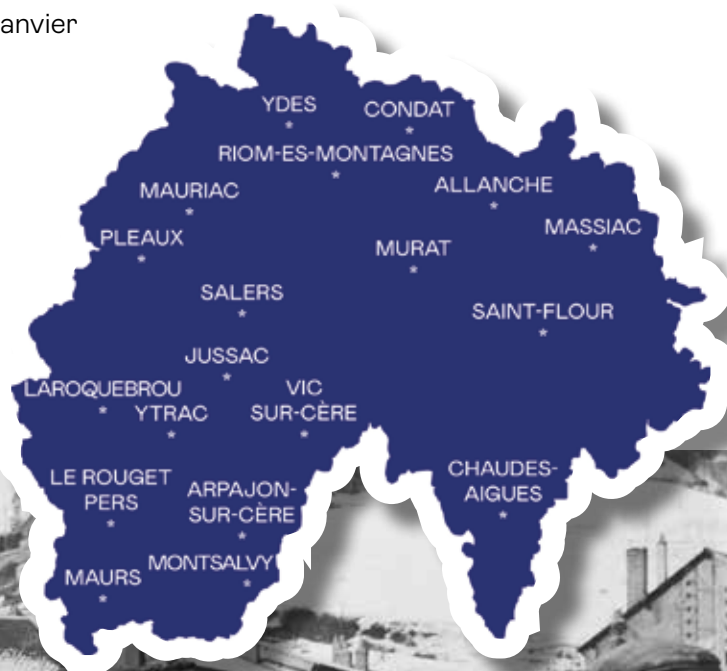 anvier
YDES
CONDAT
RIOM-ES-MONTAGNES
MAURIAC
ALLANCHE
PLEAUX
MASSIAC
MURAT
SALERS
SAINT-FLOUR
JUSSAC
LAROQUEBROU
YTRAC
VIC
SUR-CÈRE
LE ROUGET
PERS
ARPAJON-
SUR-CÈRE
CHAUDES-
AIGUES
MAURS
MONTSALVY